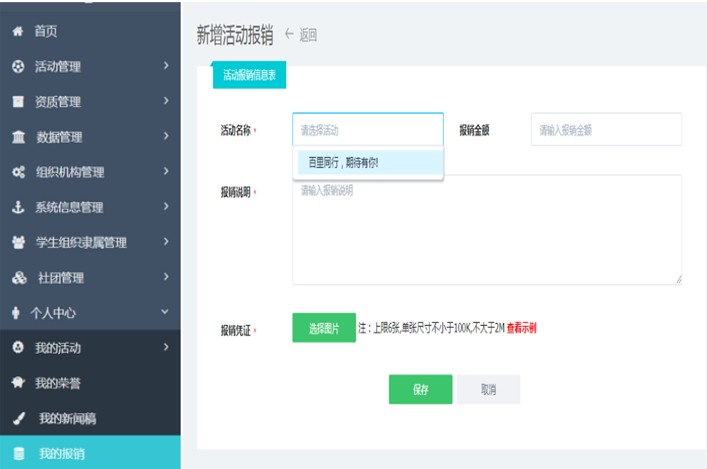 首页
活动管理
资质管理
数据管理
组织机构管理
系统信息管理
学生组织隶属管理
社团管理
个人中心
我的活动
我的荣誉
我的新闻稿
我的报销
新增活动报销 ← 返回
活动报销信息表
活动名称 * 请选择活动 报销金额 请输入报销金额
百里同行，期待有你!
报销说明 * 请输入报销说明
报销凭证 * 选择图片 注：上限6张,单张尺寸不小于100K,不大于2M 查看示例
保存 取消